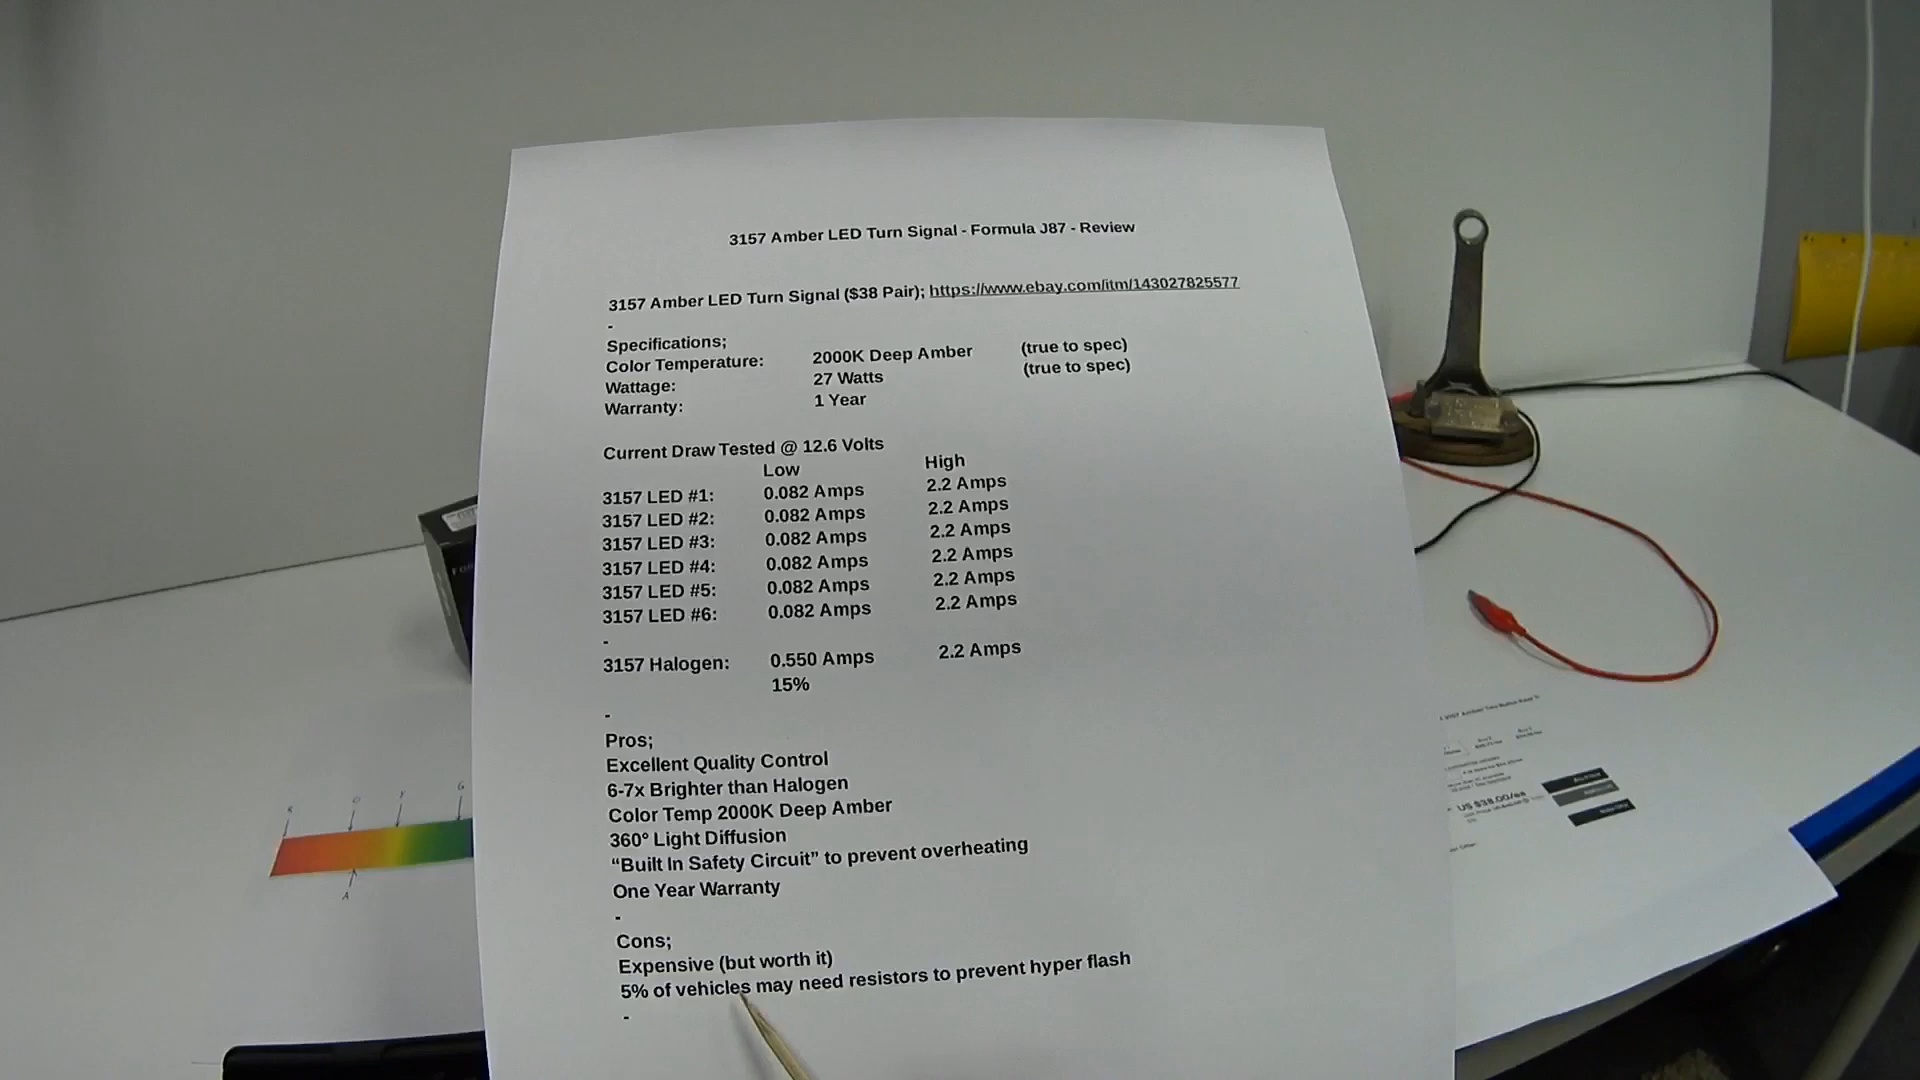 3157 Amber LED Turn Signal - Formula J87 - Review
3157 Amber LED Turn Signal ($38 Pair); https://www.ebay.com/itm/143027825577
-
Specifications;
Color Temperature: 2000K Deep Amber (true to spec)
Wattage: 27 Watts (true to spec)
Warranty: 1 Year
Current Draw Tested @ 12.6 Volts
Low High
3157 LED #1: 0.082 Amps 2.2 Amps
3157 LED #2: 0.082 Amps 2.2 Amps
3157 LED #3: 0.082 Amps 2.2 Amps
3157 LED #4: 0.082 Amps 2.2 Amps
3157 LED #5: 0.082 Amps 2.2 Amps
3157 LED #6: 0.082 Amps 2.2 Amps
-
3157 Halogen: 0.550 Amps 2.2 Amps
15%
-
Pros;
Excellent Quality Control
6-7x Brighter than Halogen
Color Temp 2000K Deep Amber
360° Light Diffusion
“Built In Safety Circuit” to prevent overheating
One Year Warranty
-
Cons;
Expensive (but worth it)
5% of vehicles may need resistors to prevent hyper flash
-
R O Y G
A
US $38.00/ea